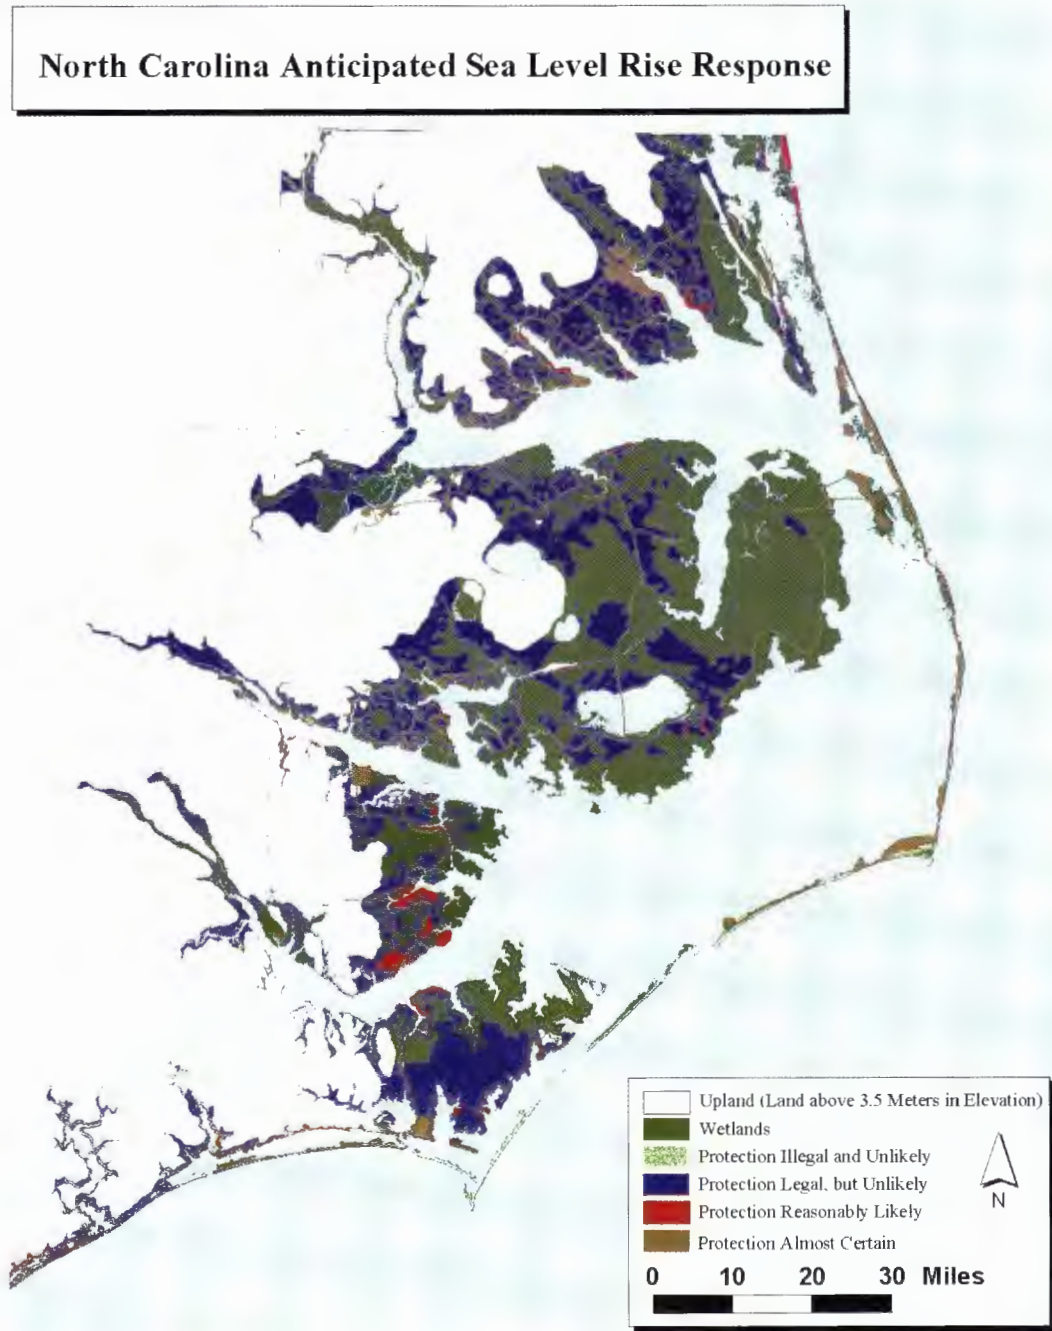 North Carolina Anticipated Sea Level Rise Response
Upland (Land above 3.5 Meters in Elevation)
Wetlands
Protection Illegal and Unlikely
Protection Legal, but Unlikely
Protection Reasonably Likely
Protection Almost Certain
N
0 10 20 30 Miles